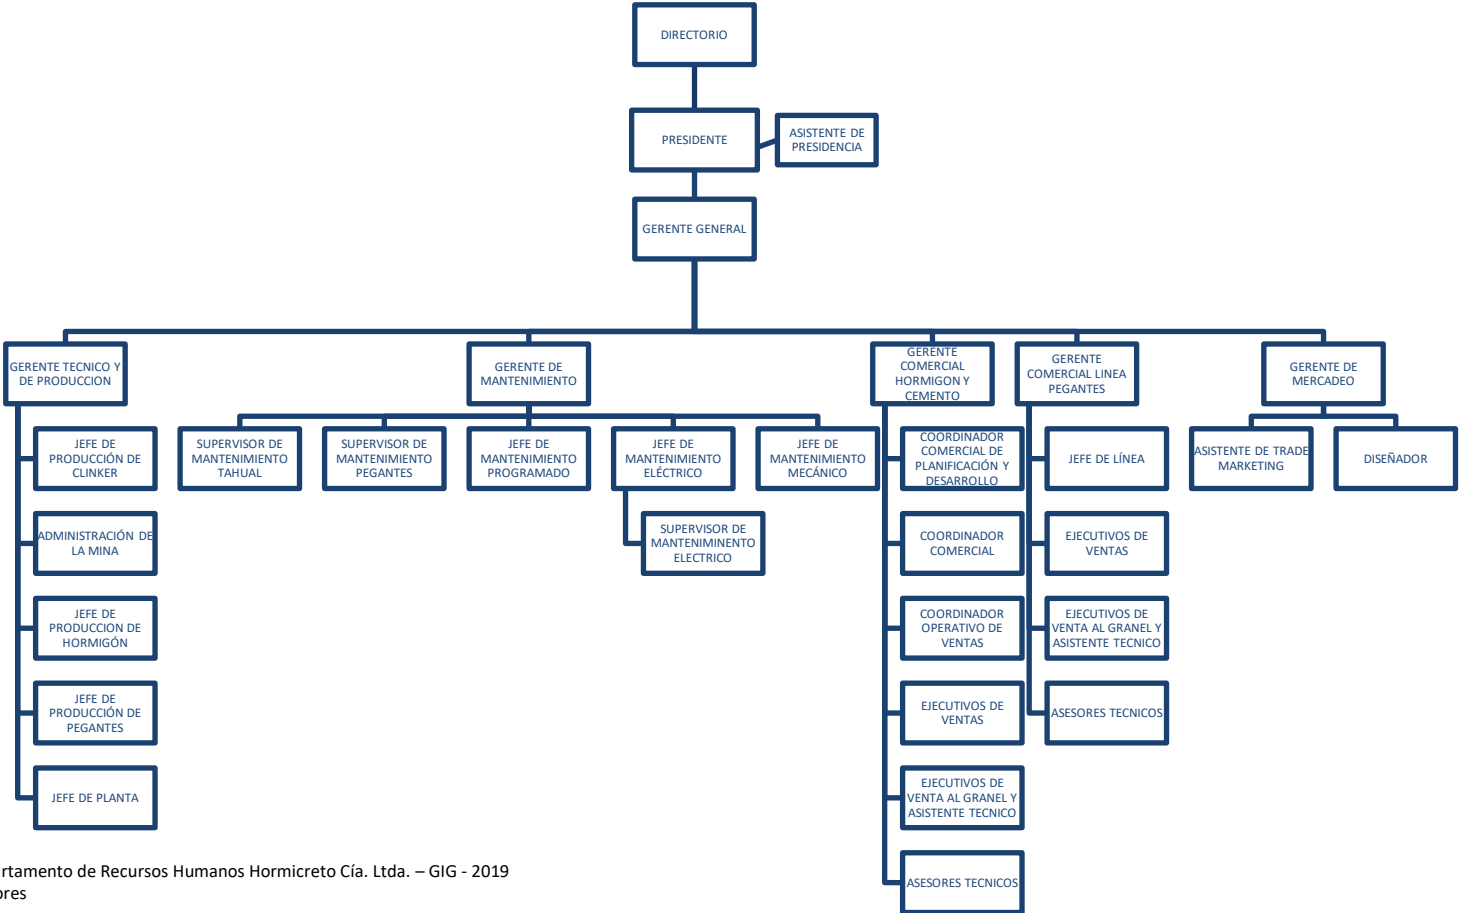 DIRECTORIO
PRESIDENTE
ASISTENTE DE
PRESIDENCIA
GERENTE GENERAL
GERENTE TECNICO Y
DE PRODUCCION
GERENTE DE
MANTENIMIENTO
GERENTE
COMERCIAL
HORMIGON Y
CEMENTO
GERENTE
COMERCIAL LINEA
PEGANTES
GERENTE DE
MERCADEO
JEFE DE
PRODUCCIÓN DE
CLINKER
SUPERVISOR DE
MANTENIMIENTO
TAHUAL
SUPERVISOR DE
MANTENIMIENTO
PEGANTES
JEFE DE
MANTENIMIENTO
PROGRAMADO
JEFE DE
MANTENIMIENTO
ELÉCTRICO
JEFE DE
MANTENIMIENTO
MECÁNICO
COORDINADOR
COMERCIAL DE
PLANIFICACIÓN Y
DESARROLLO
JEFE DE LÍNEA
ASISTENTE DE TRADE
MARKETING
DISEÑADOR
ADMINISTRACIÓN DE
LA MINA
SUPERVISOR DE
MANTENIMINENTO
ELECTRICO
COORDINADOR
COMERCIAL
EJECUTIVOS DE
VENTAS
JEFE DE
PRODUCCION DE
HORMIGÓN
COORDINADOR
OPERATIVO DE
VENTAS
EJECUTIVOS DE
VENTA AL GRANEL Y
ASISTENTE TECNICO
JEFE DE
PRODUCCIÓN DE
PEGANTES
EJECUTIVOS DE
VENTAS
ASESORES TECNICOS
JEFE DE PLANTA
EJECUTIVOS DE
VENTA AL GRANEL Y
ASISTENTE TECNICO
ASESORES TECNICOS
rtamento de Recursos Humanos Hormicreto Cía. Ltda. – GIG - 2019
ores